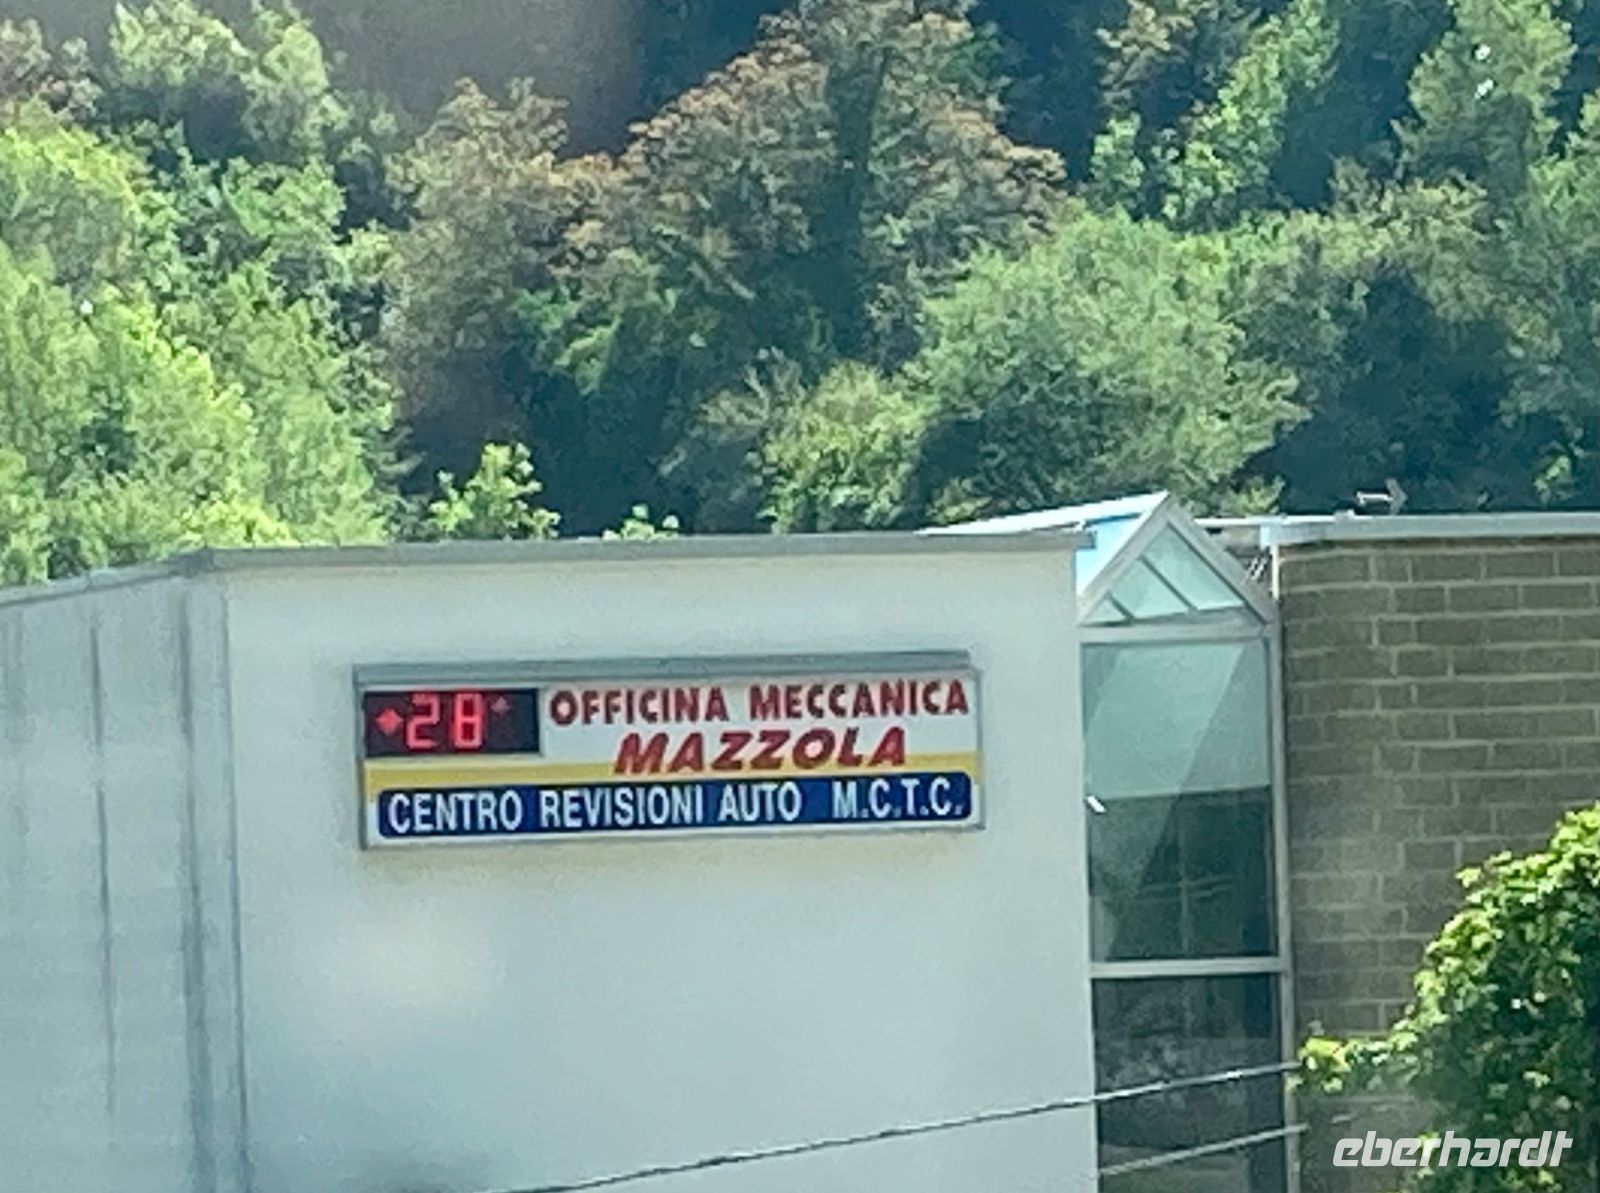 +28°
OFFICINA MECCANICA
MAZZOLA
CENTRO REVISIONI AUTO M.C.T.C.
eberhardt